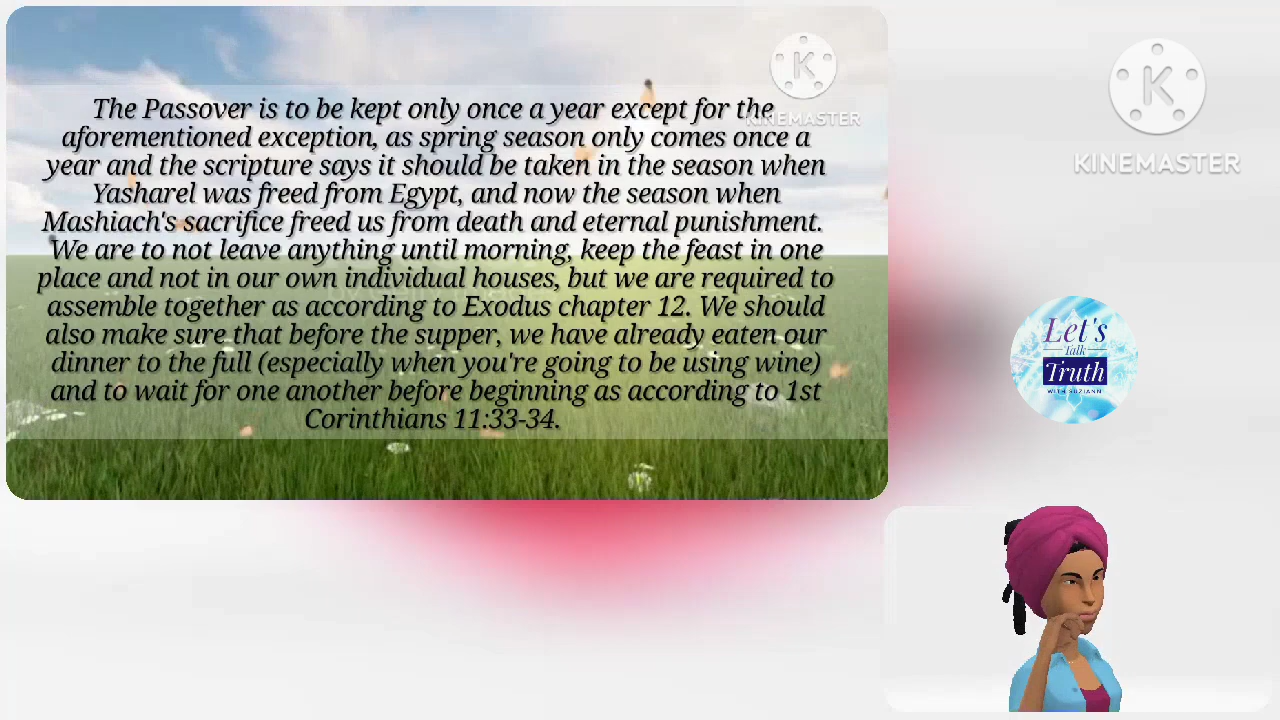 The Passover is to be kept only once a year except for the
aforementioned exception, as spring season only comes once a
year and the scripture says it should be taken in the season when
Yasharel was freed from Egypt, and now the season when
Mashiach's sacrifice freed us from death and eternal punishment.
We are to not leave anything until morning, keep the feast in one
place and not in our own individual houses, but we are required to
assemble together as according to Exodus chapter 12. We should
also make sure that before the supper, we have already eaten our
dinner to the full (especially when you're going to be using wine)
and to wait for one another before beginning as according to 1st
Corinthians 11:33-34.
K
KINEMASTER
K
KINEMASTER
Let's
Talk
Truth
WITH SUZIANN